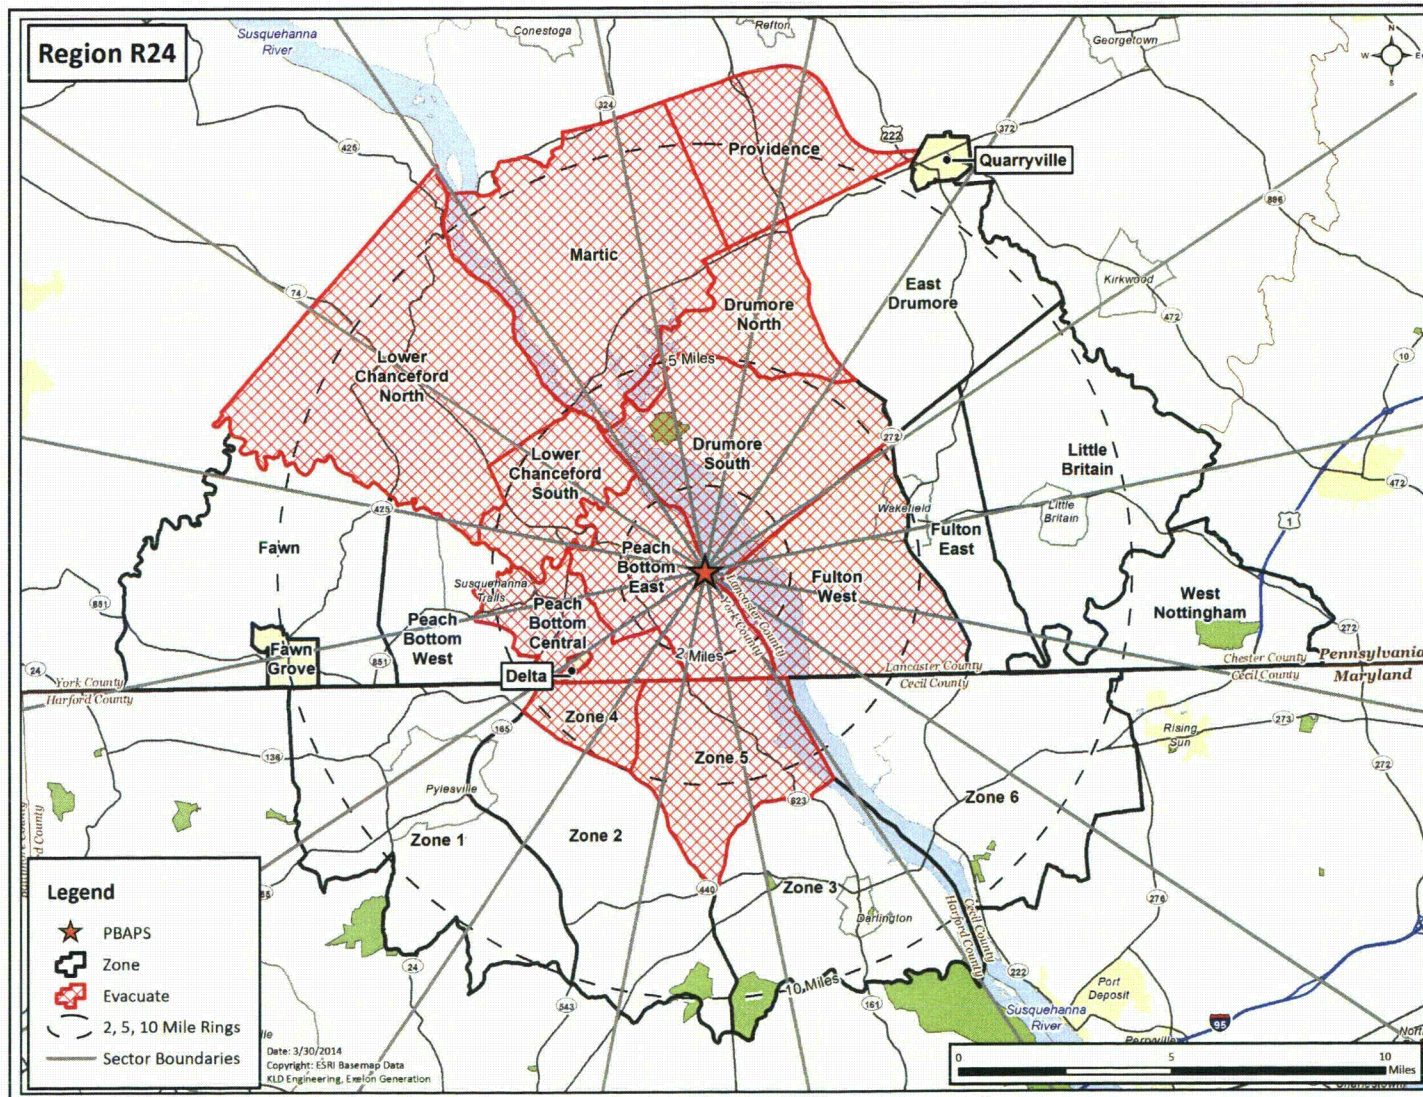 Region R24
Susquehanna
River
Conestoga
Refton
Georgetown
N
W
E
S
324
425
222
372
Providence
Quarryville
896
Martic
Kirkwood
74
East
Drumore
Drumore
North
472
10
5 Miles
Lower
Chanceford
North
272
Drumore
South
Lower
Chanceford
South
Little
Britain
472
425
Wakefield
Little
Britain
1
Fawn
Peach
Bottom
East
Fulton
East
Susquehanna
Trails
Fulton
West
Lancaster County
York County
West
Nottingham
851
Peach
Bottom
Central
Peach
Bottom
West
272
Fawn
Grove
851
2 Miles
24
Delta
Lancaster County
Cecil County
Chester County
Cecil County
Pennsylvania
Maryland
York County
Harford County
Zone 4
165
273
Rising
Sun
136
Zone 5
272
Pylesville
623
Zone 6
Zone 1
Zone 2
440
Zone 3
Darlington
276
Cecil County
Harford County
24
222
10 Miles
543
161
Port
Deposit
Susquehanna
River
95
Perryville
Legend
PBAPS
Zone
Evacuate
2, 5, 10 Mile Rings
Sector Boundaries
Date: 3/30/2014
Copyright: ESRI Basemap Data
KLD Engineering, Exelon Generation
0
5
10
Miles